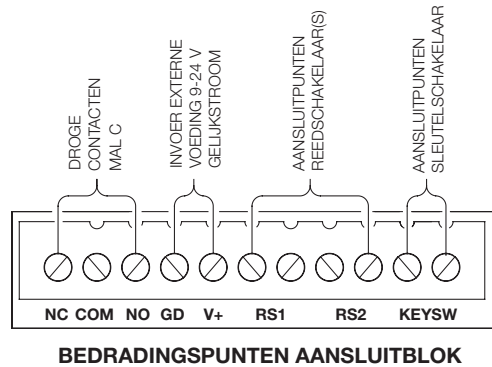 DROGE
CONTACTEN
MAL C
INVOER EXTERNE
VOEDING 9-24 V
GELIJKSTROOM
AANSLUITPUNTEN
REEDSCHAKELAAR(S)
AANSLUITPUNTEN
SLEUTELSCHAKELAAR
NC COM NO GD V+ RS1 RS2 KEYSW
BEDRADINGSPUNTEN AANSLUITBLOK